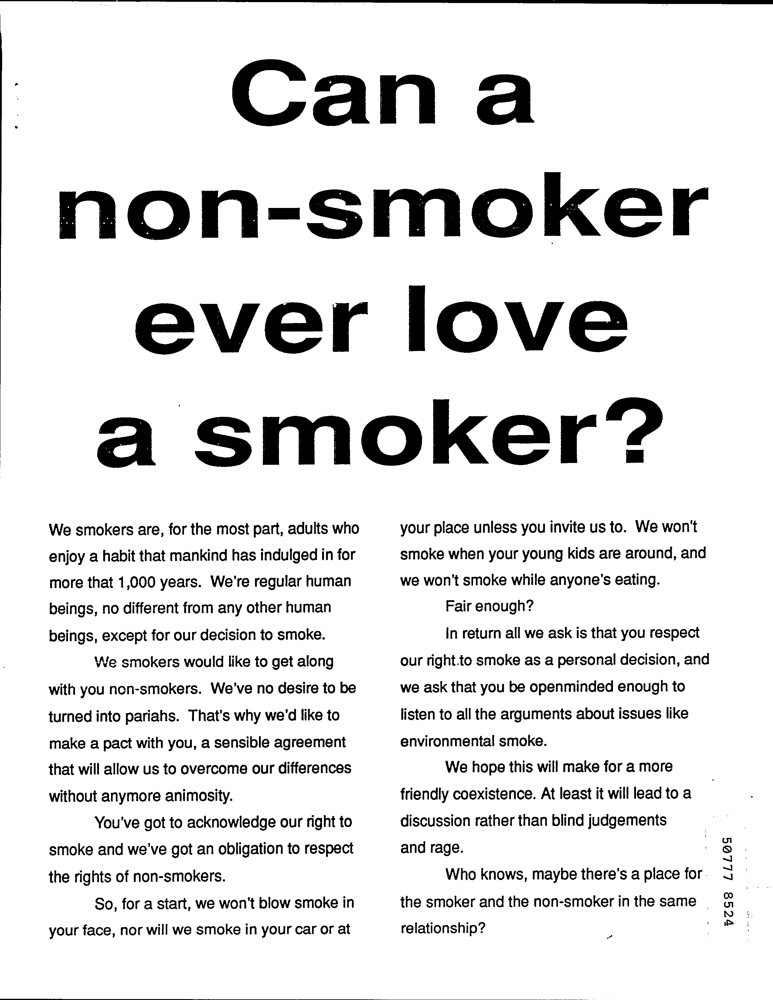 Can a
non-smoker
ever love
a smoker?
We smokers are, for the most part, adults who
enjoy a habit that mankind has indulged in for
more that 1,000 years. We're regular human
beings, no different from any other human
beings, except for our decision to smoke.
We smokers would like to get along
with you non-smokers. We've no desire to be
turned into pariahs. That's why we'd like to
make a pact with you, a sensible agreement
that will allow us to overcome our differences
without anymore animosity.
You've got to acknowledge our right to
smoke and we've got an obligation to respect
the rights of non-smokers.
So, for a start, we won't blow smoke in
your face, nor will we smoke in your car or at
your place unless you invite us to. We won't
smoke when your young kids are around, and
we won't smoke while anyone's eating.
Fair enough?
In return all we ask is that you respect
our right to smoke as a personal decision, and
we ask that you be openminded enough to
listen to all the arguments about issues like
environmental smoke.
We hope this will make for a more
friendly coexistence. At least it will lead to a
discussion rather than blind judgements
and rage.
Who knows, maybe there's a place for
the smoker and the non-smoker in the same
relationship?
50777 8524